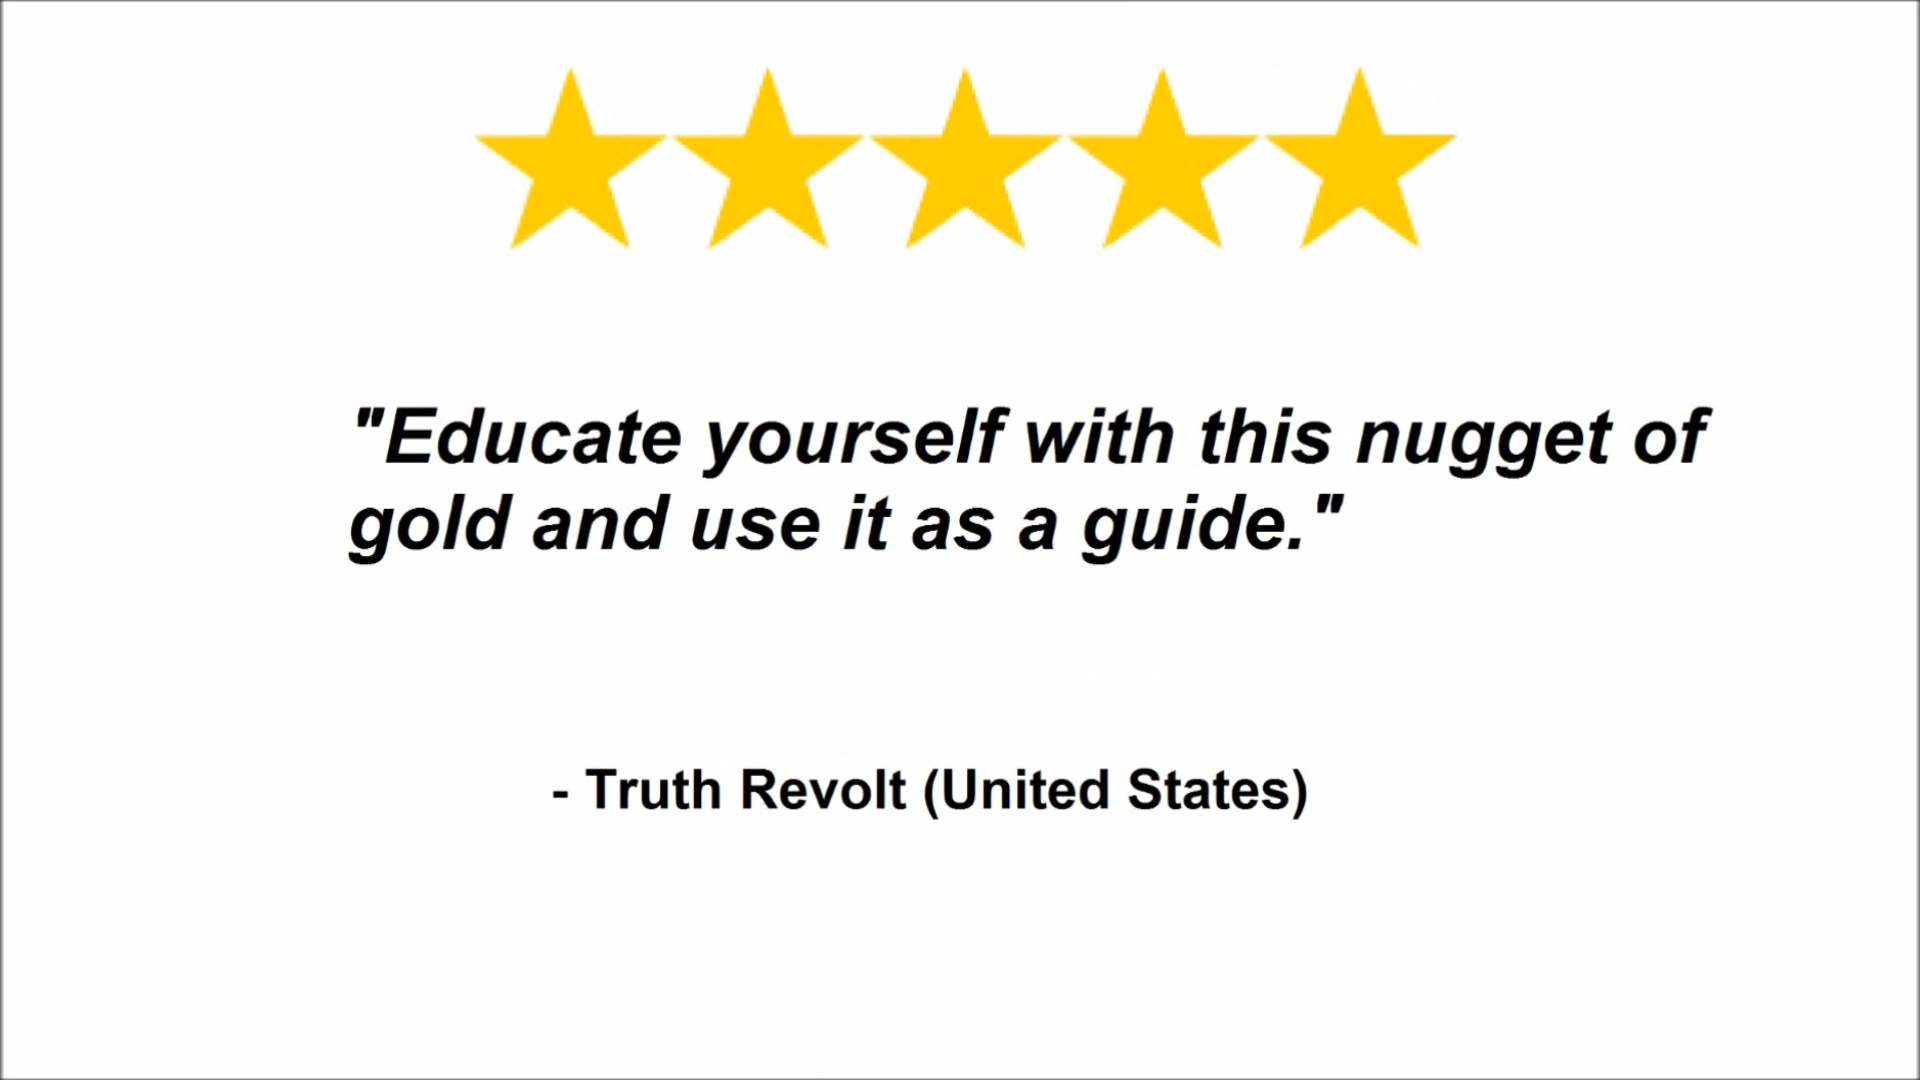 "Educate yourself with this nugget of
gold and use it as a guide."
- Truth Revolt (United States)